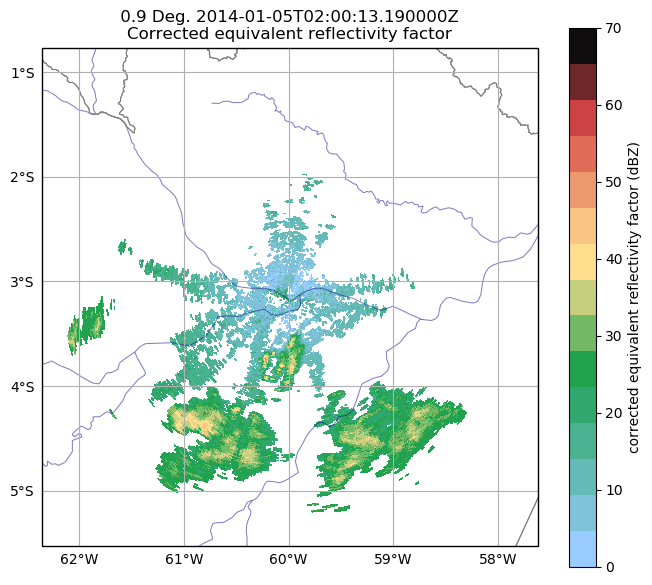 0.9 Deg. 2014-01-05T02:00:13.190000Z
Corrected equivalent reflectivity factor
1°S
2°S
3°S
4°S
5°S
62°W 61°W 60°W 59°W 58°W
70
60
50
40
30
20
10
0
corrected equivalent reflectivity factor (dBZ)